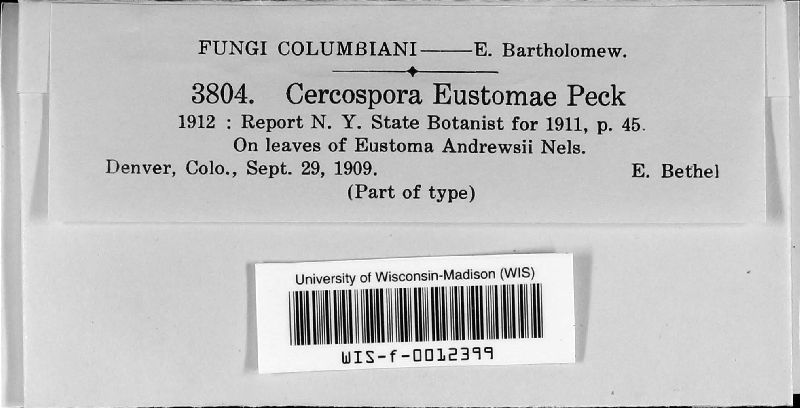 FUNGI COLUMBIANI——E. Bartholomew.
3804. Cercospora Eustomae Peck
1912 : Report N. Y. State Botanist for 1911, p. 45.
On leaves of Eustoma Andrewsii Nels.
Denver, Colo., Sept. 29, 1909. E. Bethel
(Part of type)
University of Wisconsin-Madison (WIS)
WIS-f-0012399